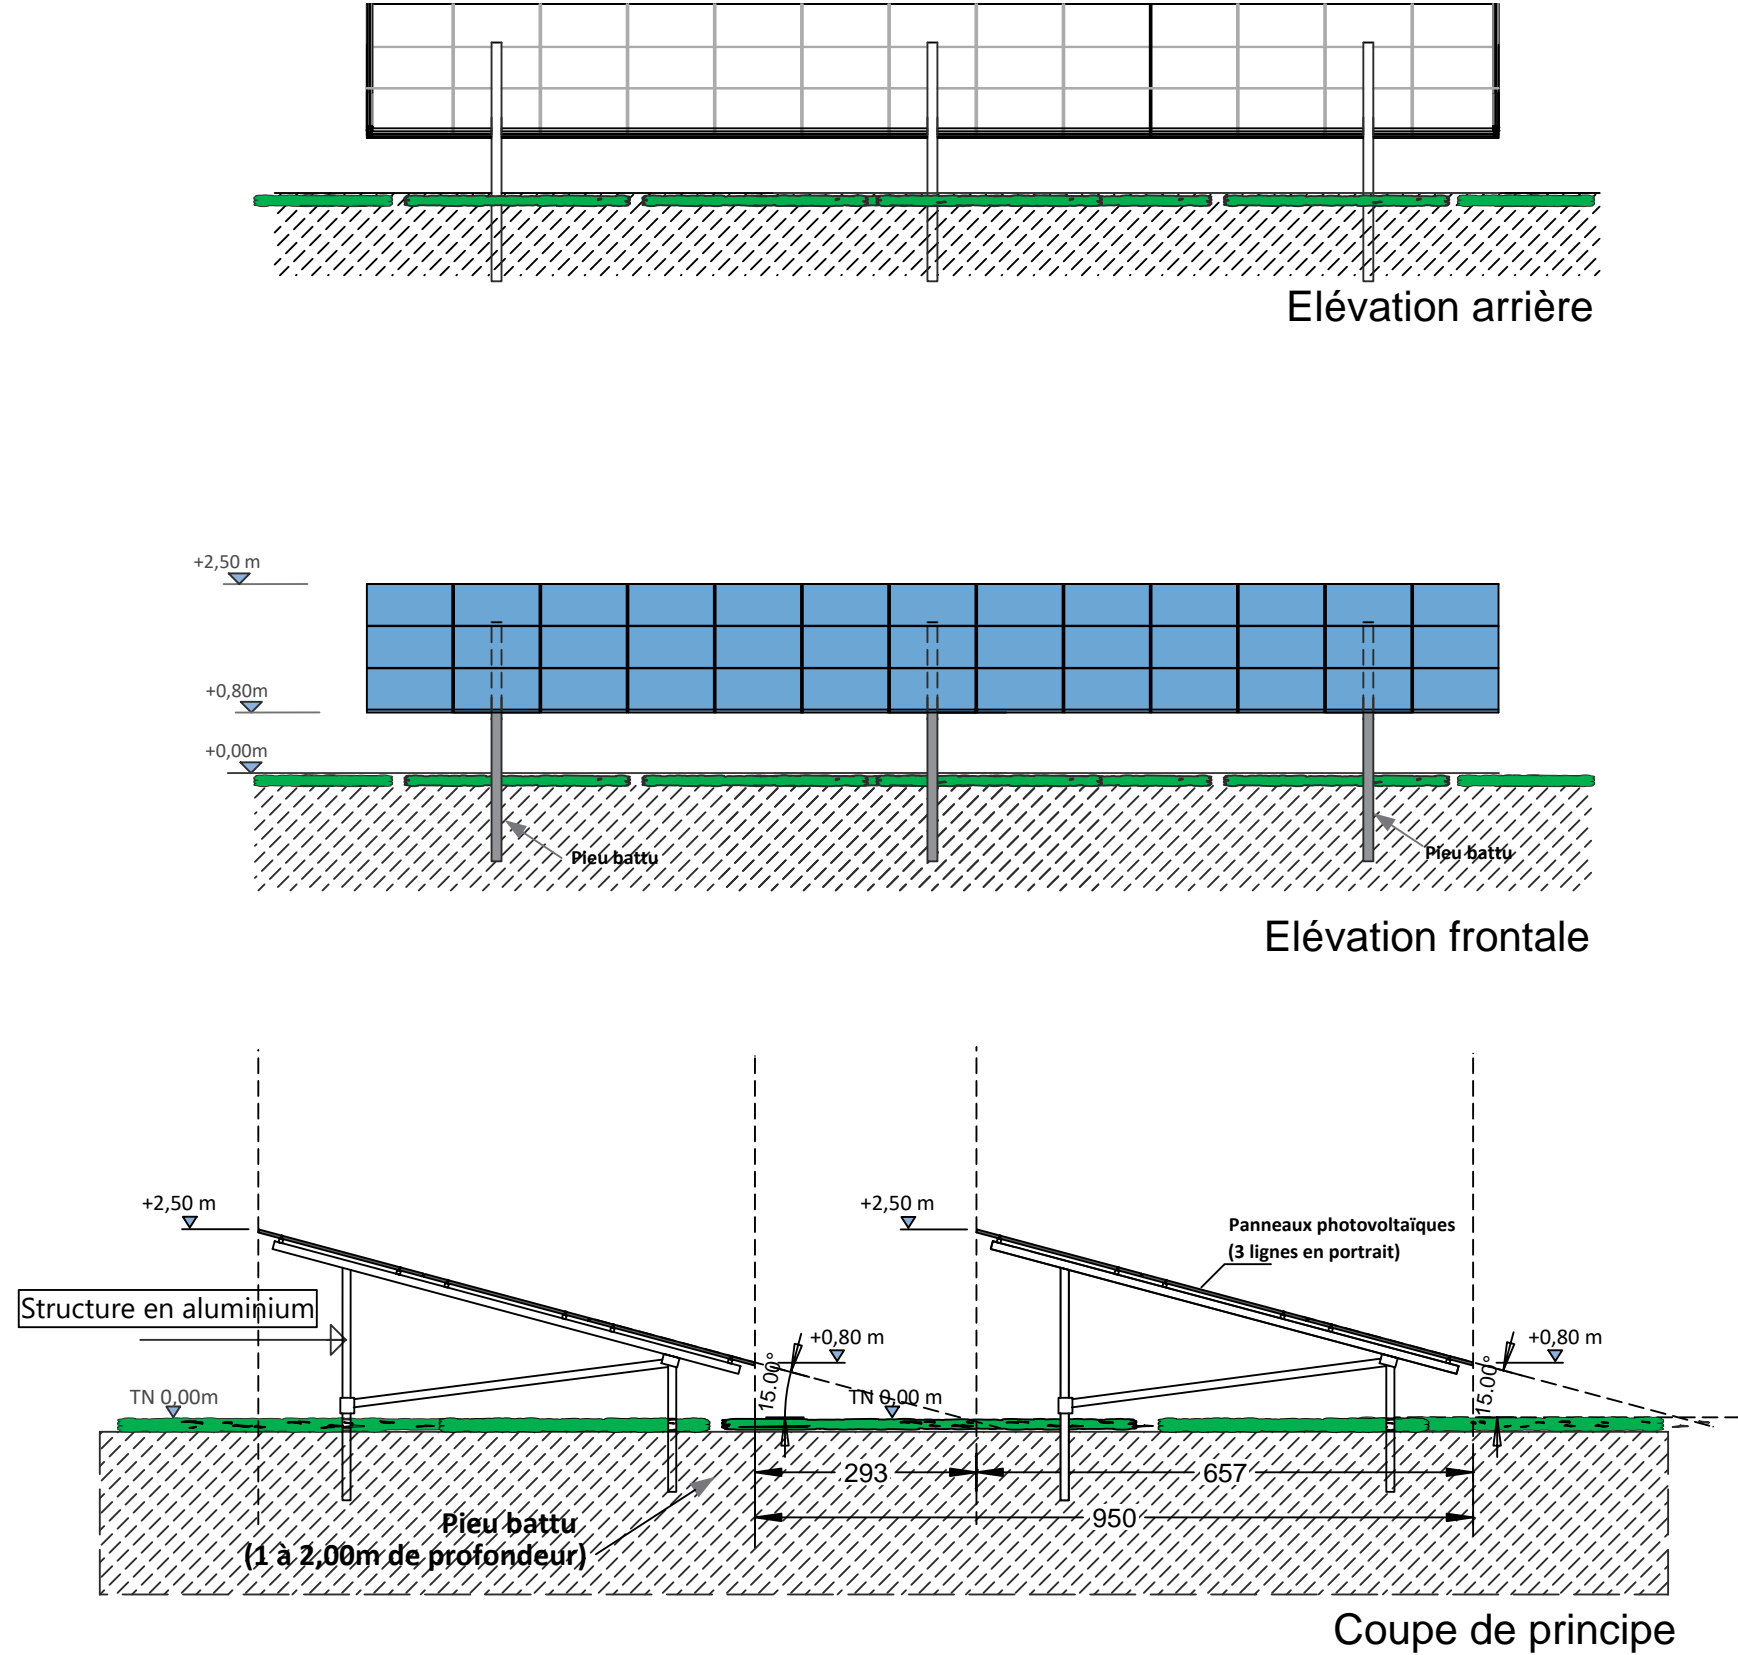 Elévation arrière
+2,50 m
+0,80m
+0,00m
Pieu battu
Pieu battu
Elévation frontale
+2,50 m
+2,50 m
Panneaux photovoltaïques
(3 lignes en portrait)
Structure en aluminium
+0,80 m
+0,80 m
15.00°
15.00°
TN 0,00m
TN 0,00 m
293
657
950
Pieu battu
(1 à 2,00m de profondeur)
Coupe de principe